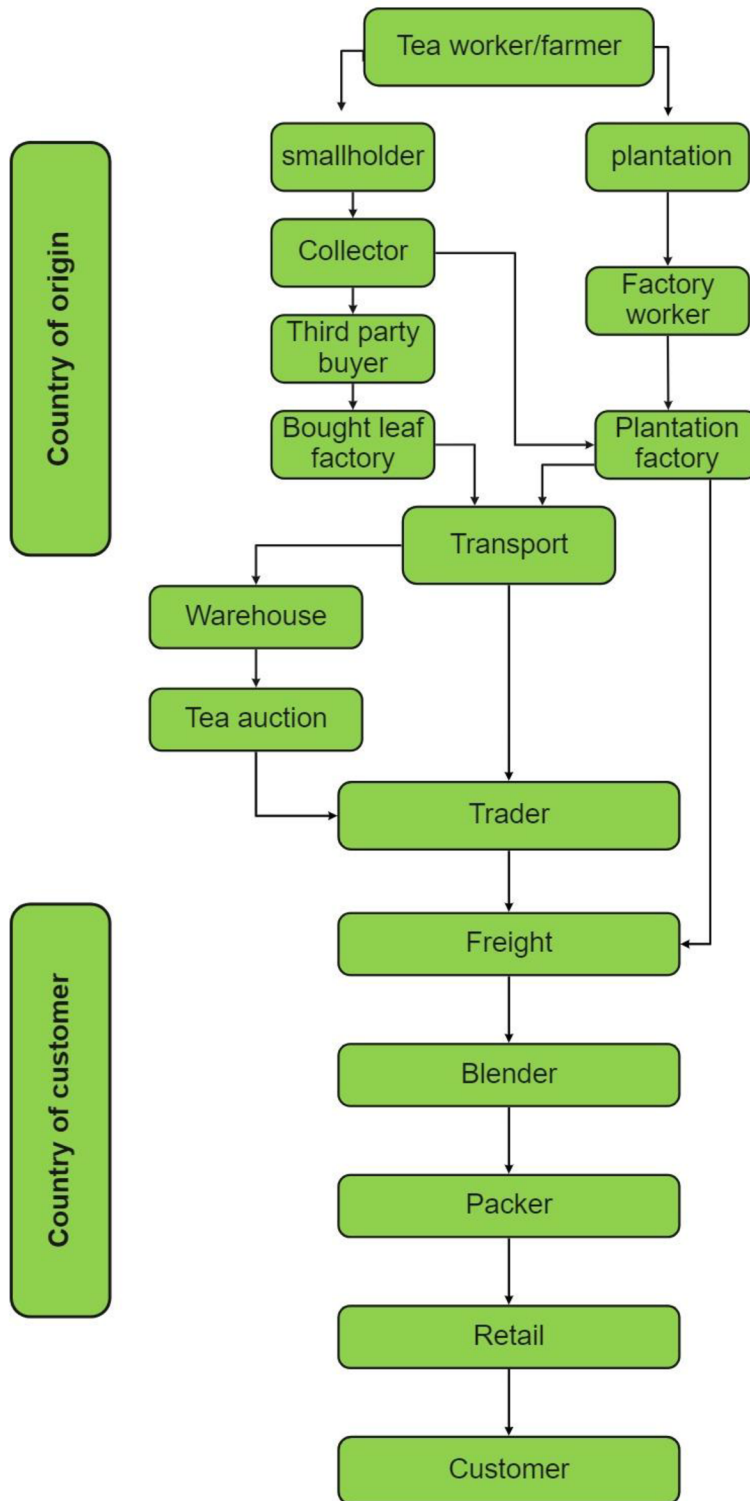 Tea worker/farmer
smallholder
plantation
Country of origin
Collector
Factory
worker
Third party
buyer
Bought leaf
factory
Plantation
factory
Transport
Warehouse
Tea auction
Trader
Country of customer
Freight
Blender
Packer
Retail
Customer